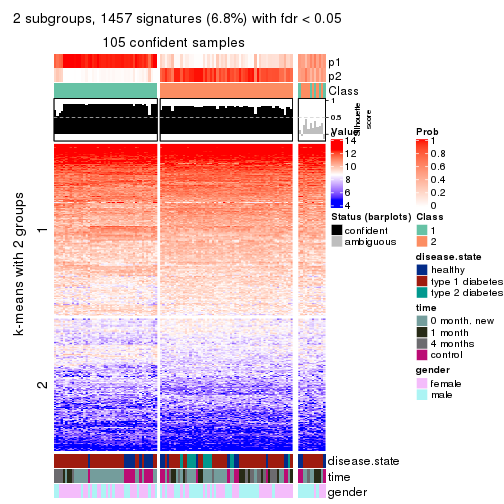 2 subgroups, 1457 signatures (6.8%) with fdr < 0.05
105 confident samples
p1
p2
Class
1
0.5
0
Silhouette
score
k-means with 2 groups
1
2
disease.state
time
gender
Value
14
12
10
8
6
4
Status (barplots)
confident
ambiguous
Prob
1
0.8
0.6
0.4
0.2
0
Class
1
2
disease.state
healthy
type 1 diabetes
type 2 diabetes
time
0 month. new
1 month
4 months
control
gender
female
male